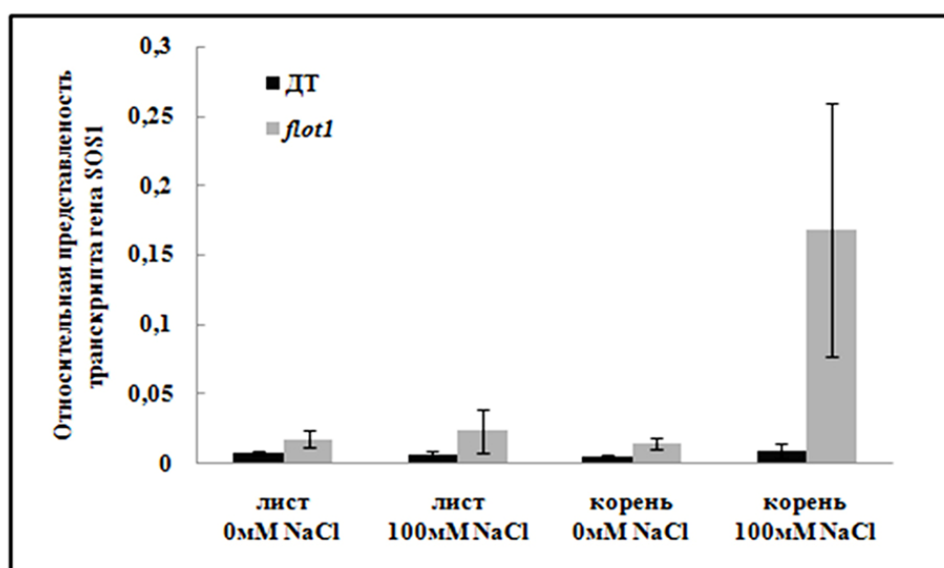 Относительная представленость
транскрипта гена SOS1
0,3
0,25
0,2
0,15
0,1
0,05
0
ДТ
flot1
лист
0мМ NaCl
лист
100мМ NaCl
корень
0мМ NaCl
корень
100мМ NaCl